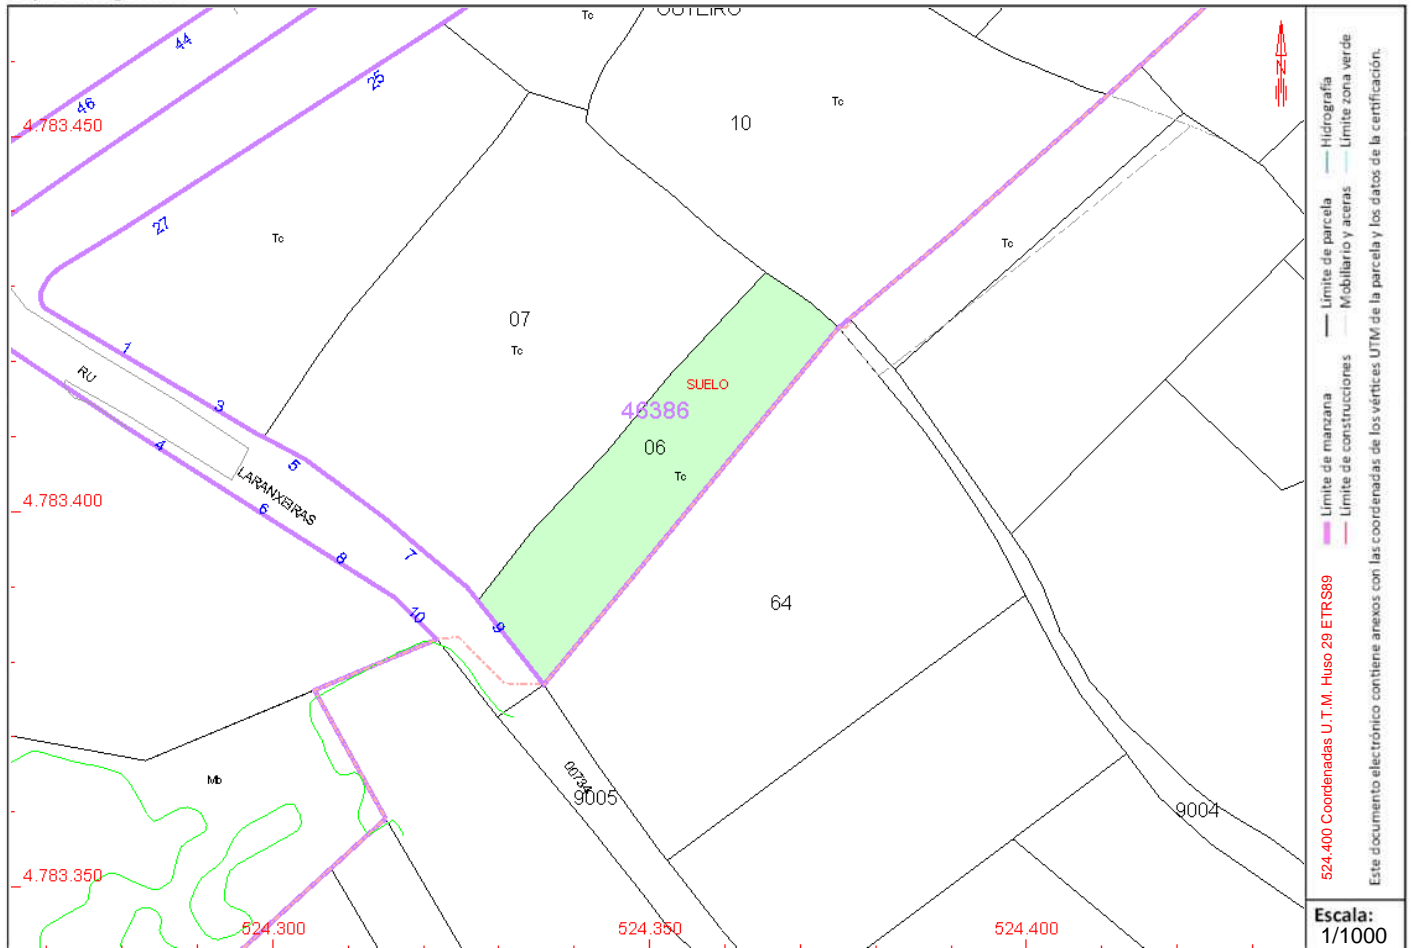 OUTEIRO
Tc
44
25
46
4.783.450
Tc
10
27
Tc
Tc
07
Tc
1
RU
SUELO
3
46386
4
06
5
Tc
LARANXEIRAS
4.783.400
6
7
8
64
10
9
Mb
00734
9005
9004
4.783.350
524.300
524.350
524.400
N
Hidrografía
Límite zona verde
Límite de parcela
Mobiliario y aceras
Límite de manzana
Límite de construcciones
524.400 Coordenadas U.T.M. Huso 29 ETRS89
Este documento electrónico contiene anexos con las coordenadas de los vértices UTM de la parcela y los datos de la certificación.
Escala:
1/1000